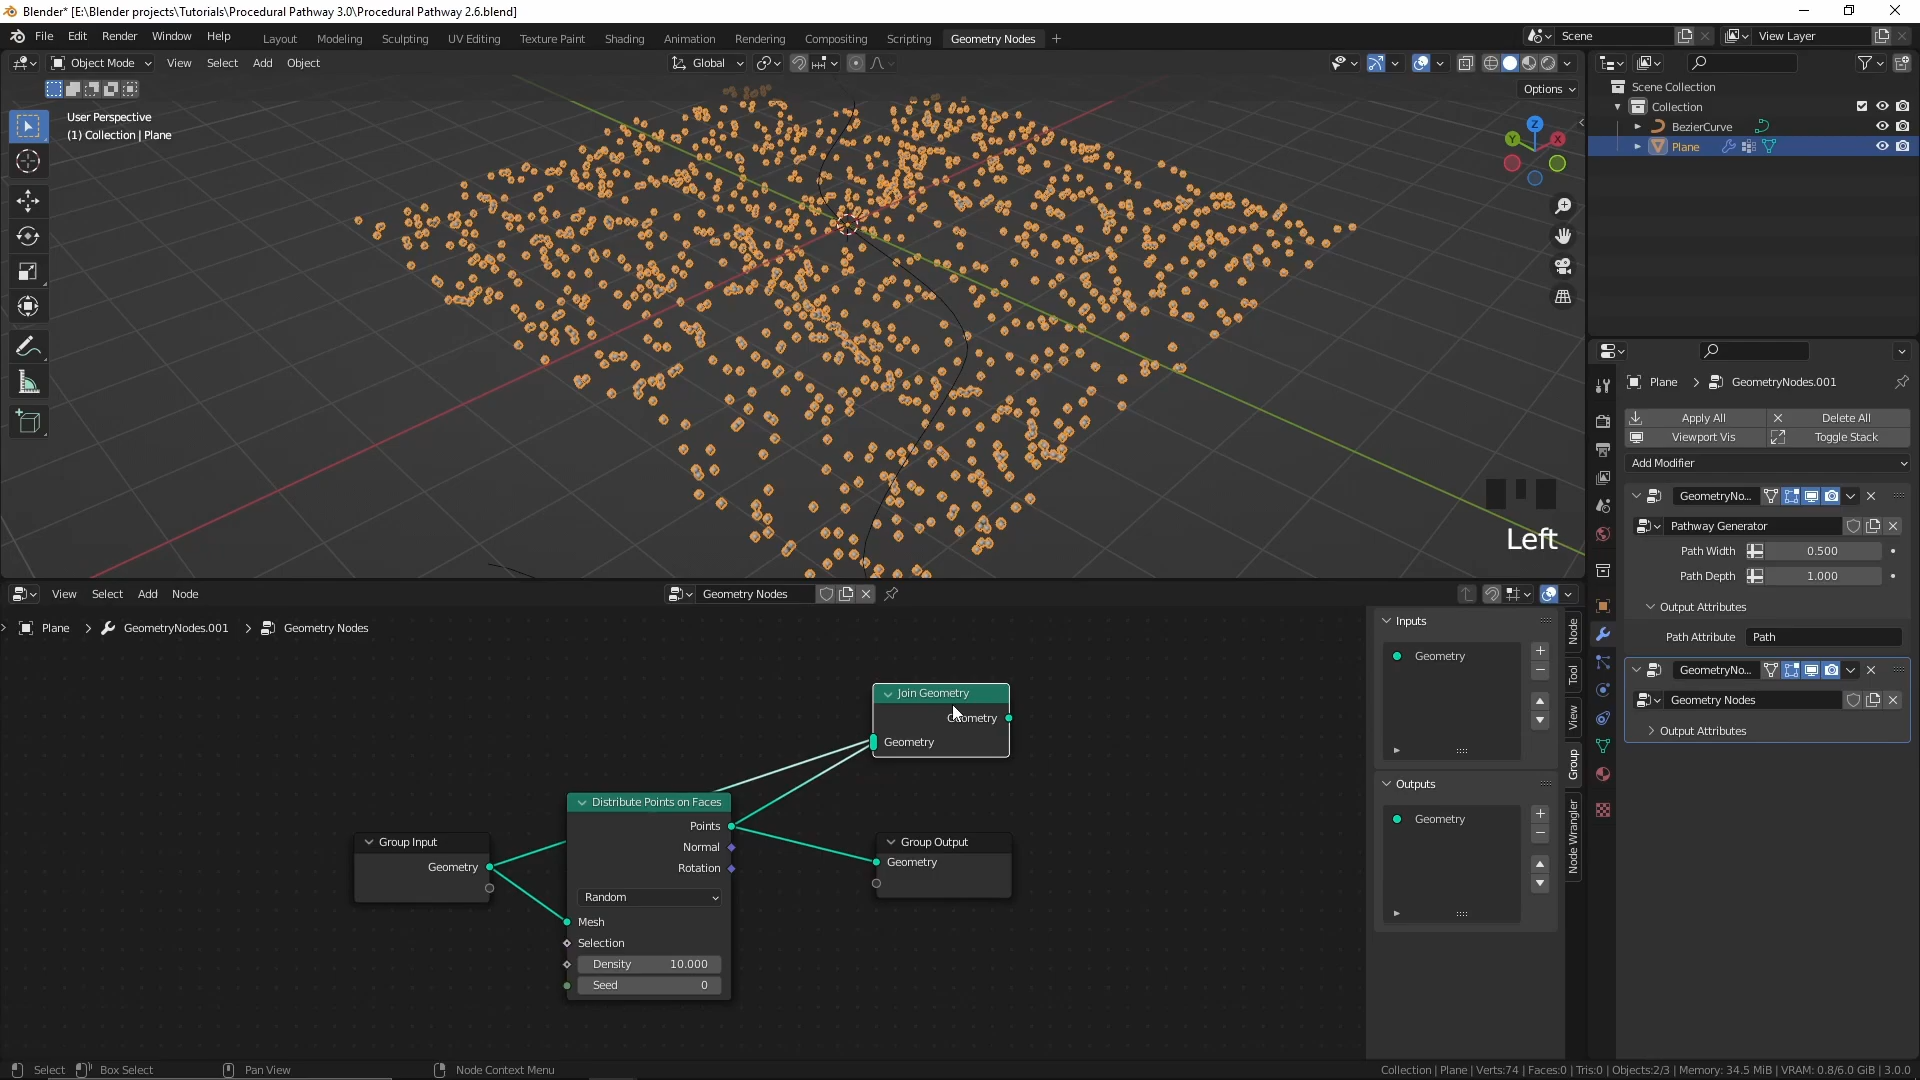 Blender* [E:\Blender projects\Tutorials\Procedural Pathway 3.0\Procedural Pathway 2.6.blend]
File Edit Render Window Help Layout Modeling Sculpting UV Editing Texture Paint Shading Animation Rendering Compositing Scripting Geometry Nodes + Scene View Layer
Object Mode View Select Add Object Global
Options
User Perspective
(1) Collection | Plane
Z
Y
X
Left
Scene Collection
Collection
BezierCurve
Plane
Plane > GeometryNodes.001
Apply All Delete All
Viewport Vis Toggle Stack
Add Modifier
GeometryNo...
Pathway Generator
Path Width 0.500
Path Depth 1.000
Output Attributes
Path Attribute Path
GeometryNo...
Geometry Nodes
Output Attributes
View Select Add Node Geometry Nodes
Plane > GeometryNodes.001 > Geometry Nodes
Join Geometry
Geometry
Geometry
Distribute Points on Faces
Points
Normal
Rotation
Random
Mesh
Selection
Density 10.000
Seed 0
Group Input
Geometry
Group Output
Geometry
Inputs
Geometry
Outputs
Geometry
Node
Tool
View
Group
Node Wrangler
Select Box Select Pan View Node Context Menu Collection | Plane | Verts:74 | Faces:0 | Tris:0 | Objects:2/3 | Memory: 34.5 MiB | VRAM: 0.8/6.0 GiB | 3.0.0